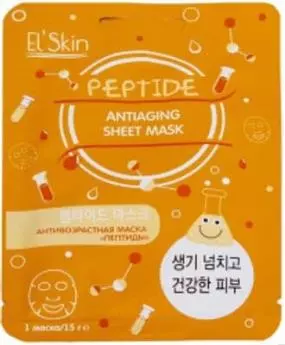 El'Skin
PEPTIDE
ANTIAGING
SHEET MASK
펩타이드 마스크
АНТИВОЗРАСТНАЯ МАСКА
«ПЕПТИДЫ»
생기 넘치고
건강한 피부
1 маска/15 г